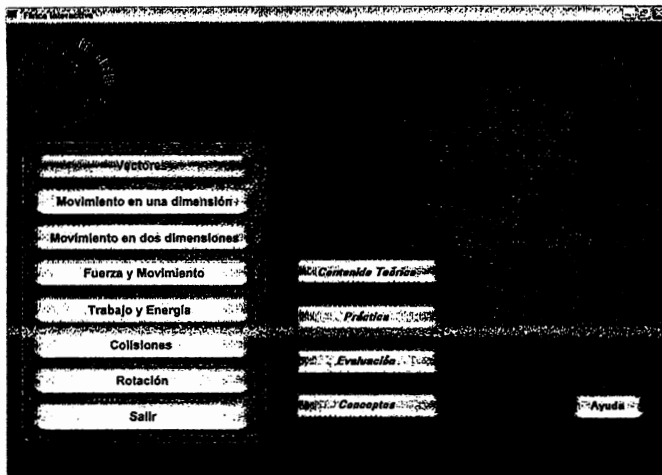 Física Interactiva
Vectores
Movimiento en una dimensión
Movimiento en dos dimensiones
Fuerza y Movimiento
Trabajo y Energía
Colisiones
Rotación
Salir
Contenido Teórico
Práctica
Evaluación
Conceptos
Ayuda